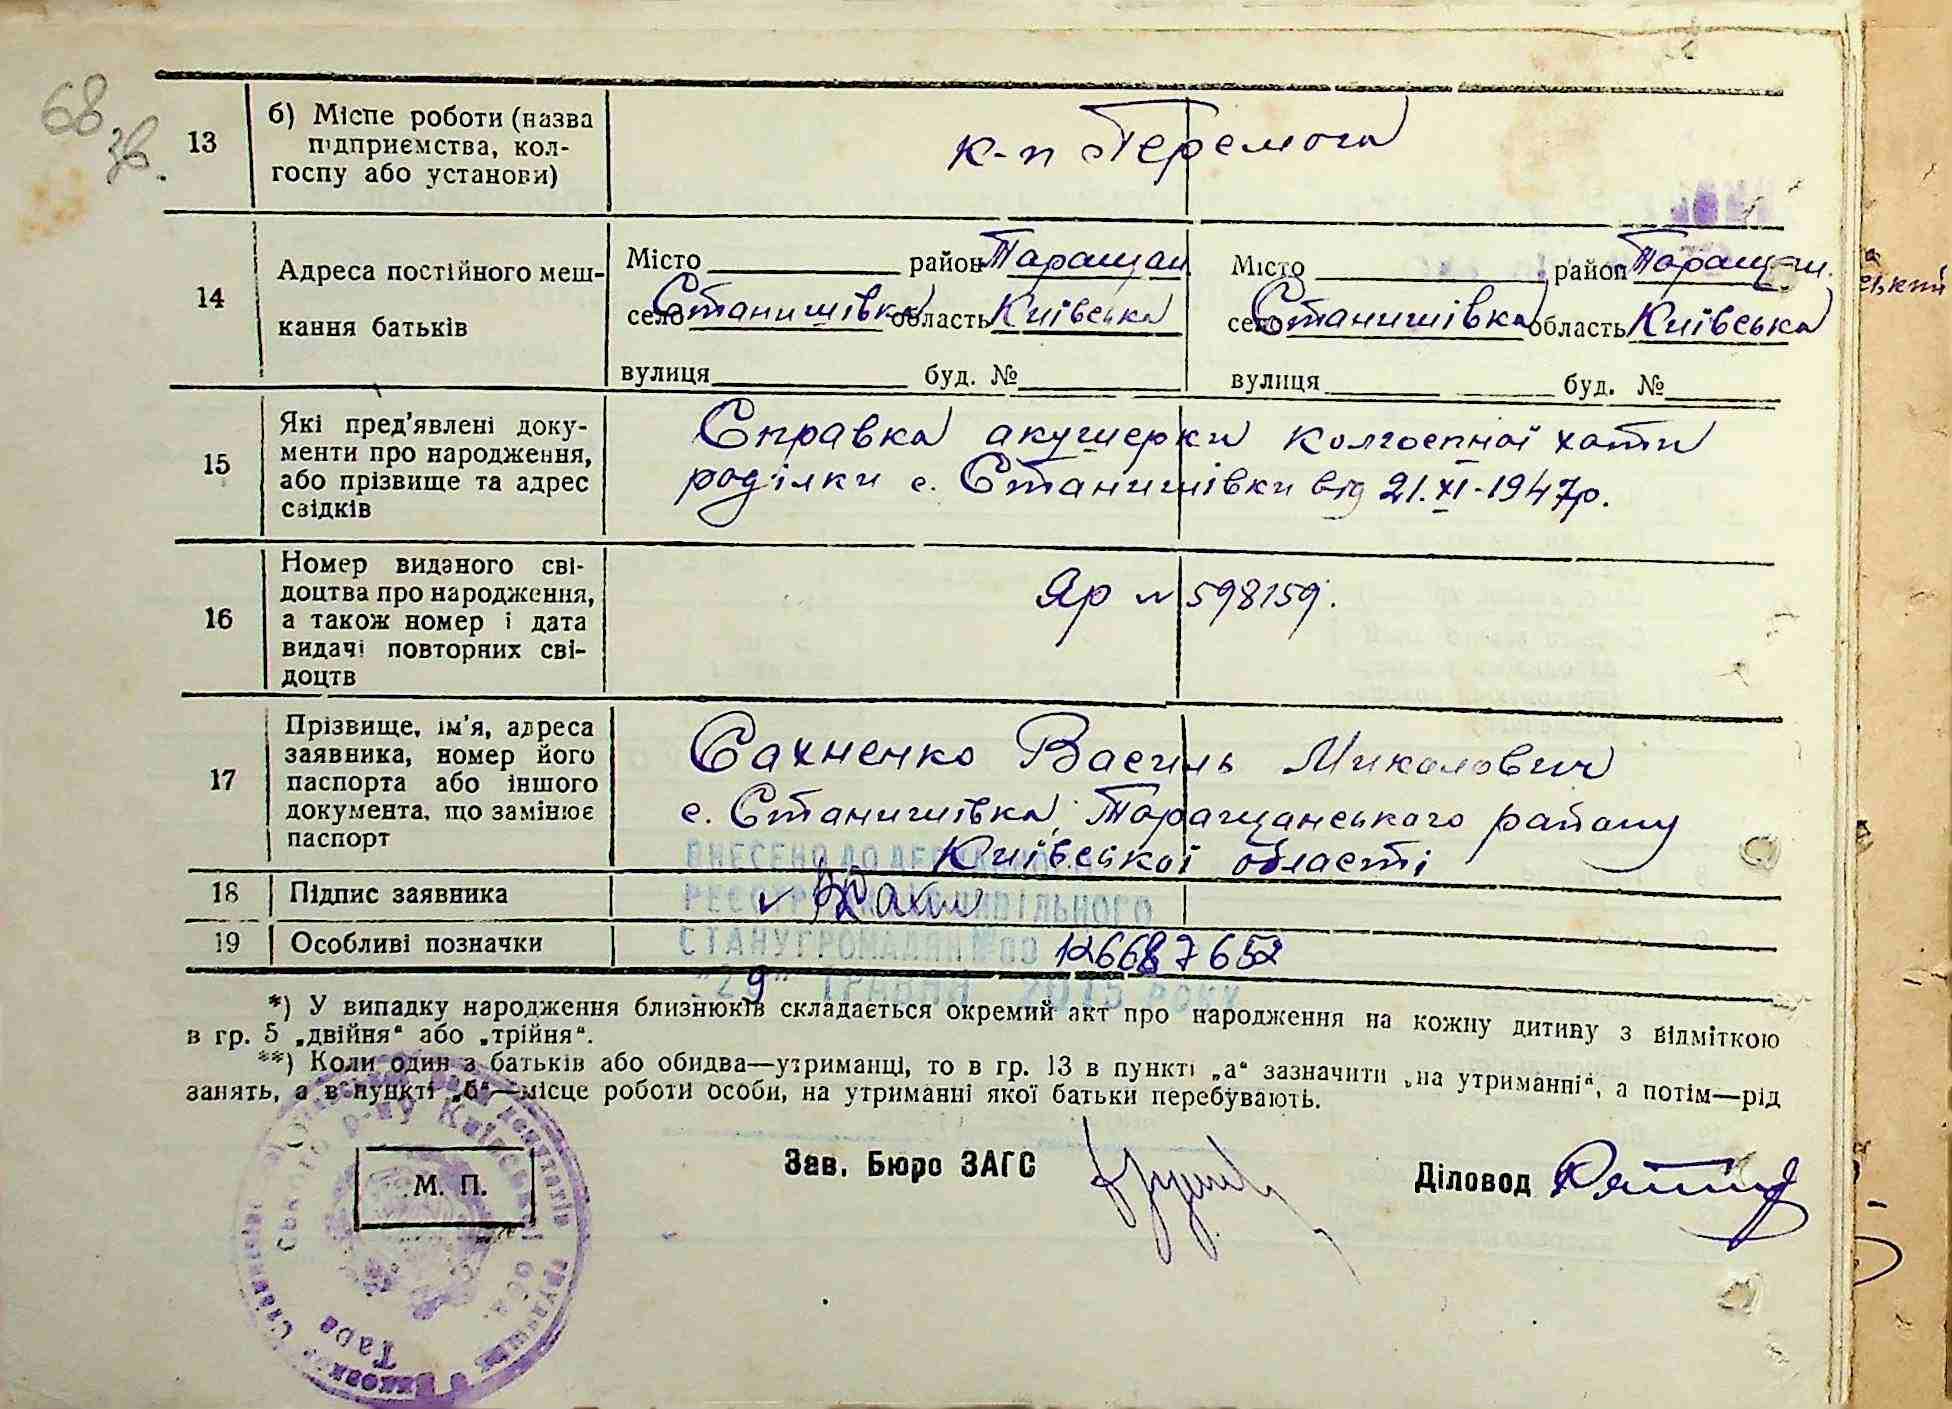 68 зв.
13
б) Місце роботи (назва
підприємства, кол-
госпу або установи)
к-п Перемога
14
Адреса постійного меш-
кання батьків
Місто район Таращан
село Станишівка область Київська
вулиця буд. №
Місто район Таращан.
село Станишівка область Київська
вулиця буд. №
ський
15
Які пред'явлені доку-
менти про народження,
або прізвище та адрес
свідків
Справка акушерки колгоспної хати
роділки с. Станишівки від 21.XI-1947р.
16
Номер виданого сві-
доцтва про народження,
а також номер і дата
видачі повторних сві-
доцтв
Яр № 598159.
17
Прізвище, ім'я, адреса
заявника, номер його
паспорта або іншого
документа, що замінює
паспорт
Сахненко Василь Миколович
с. Станишівка, Таращанського району
Київської області
ВНЕСЕНО ДО ДЕРЖАВНОГО
18
Підпис заявника
РЕЄСТРУ АКТІВ ЦИВІЛЬНОГО
19
Особливі позначки
СТАНУ ГРОМАДЯН №00 126687652
"29" ТРАВНЯ 2015 РОКУ
*) У випадку народження близнюків складається окремий акт про народження на кожну дитину з відміткою
в гр. 5 „двійня“ або „трійня“.
**) Коли один з батьків або обидва—утриманці, то в гр. 13 в пункті „а“ зазначити „на утриманні“, а потім—рід
занять, а в пункті „б“—місце роботи особи, на утриманні якої батьки перебувають.
М. П.
Зав. Бюро ЗАГС
Діловод